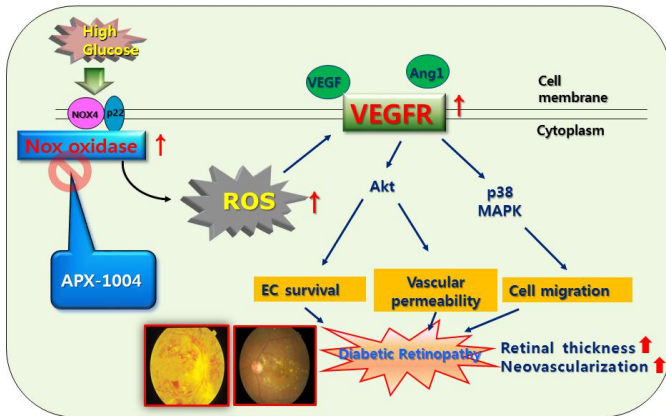 High
Glucose
NOX4
p22
Nox oxidase
APX-1004
ROS
VEGF
Ang1
VEGFR
Cell
membrane
Cytoplasm
Akt
p38
MAPK
EC survival
Vascular
permeability
Cell migration
Diabetic Retinopathy
Retinal thickness
Neovascularization